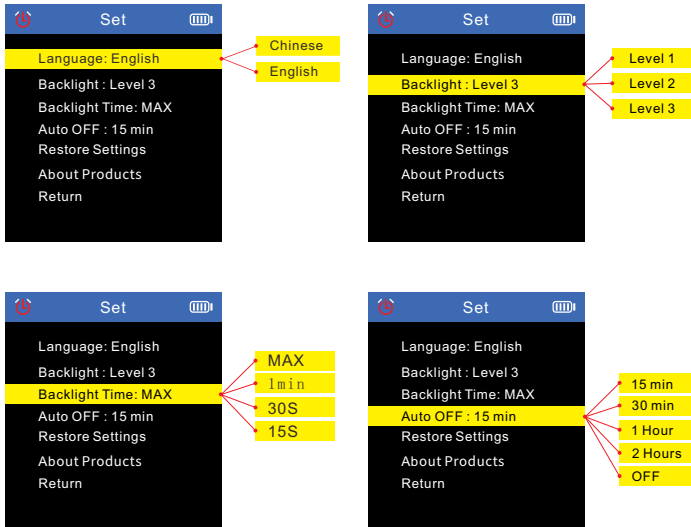 Set
Language: English
Backlight : Level 3
Backlight Time: MAX
Auto OFF : 15 min
Restore Settings
About Products
Return
Chinese
English
Set
Language: English
Backlight : Level 3
Backlight Time: MAX
Auto OFF : 15 min
Restore Settings
About Products
Return
Level 1
Level 2
Level 3
Set
Language: English
Backlight : Level 3
Backlight Time: MAX
Auto OFF : 15 min
Restore Settings
About Products
Return
MAX
1min
30S
15S
Set
Language: English
Backlight : Level 3
Backlight Time: MAX
Auto OFF : 15 min
Restore Settings
About Products
Return
15 min
30 min
1 Hour
2 Hours
OFF